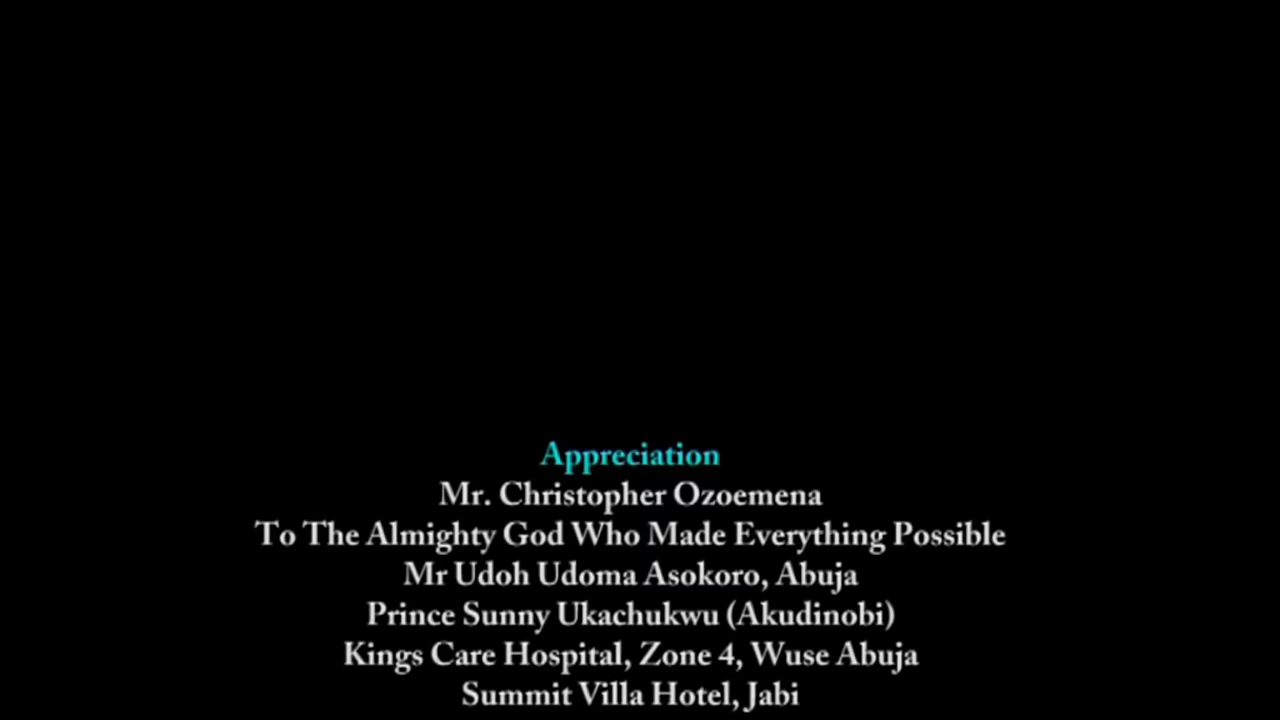 Appreciation
Mr. Christopher Ozoemena
To The Almighty God Who Made Everything Possible
Mr Udoh Udoma Asokoro, Abuja
Prince Sunny Ukachukwu (Akudinobi)
Kings Care Hospital, Zone 4, Wuse Abuja
Summit Villa Hotel, Jabi